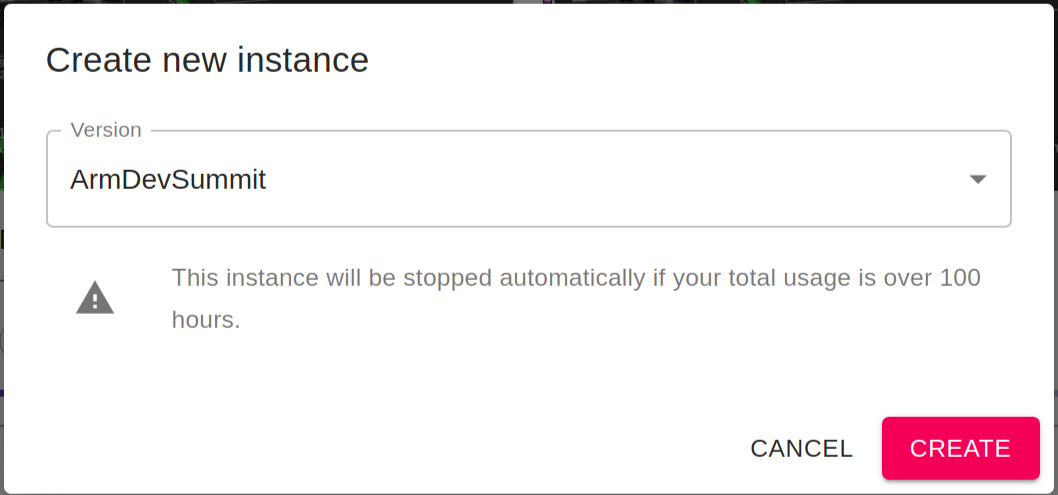 Create new instance
Version
ArmDevSummit
This instance will be stopped automatically if your total usage is over 100
hours.
CANCEL CREATE